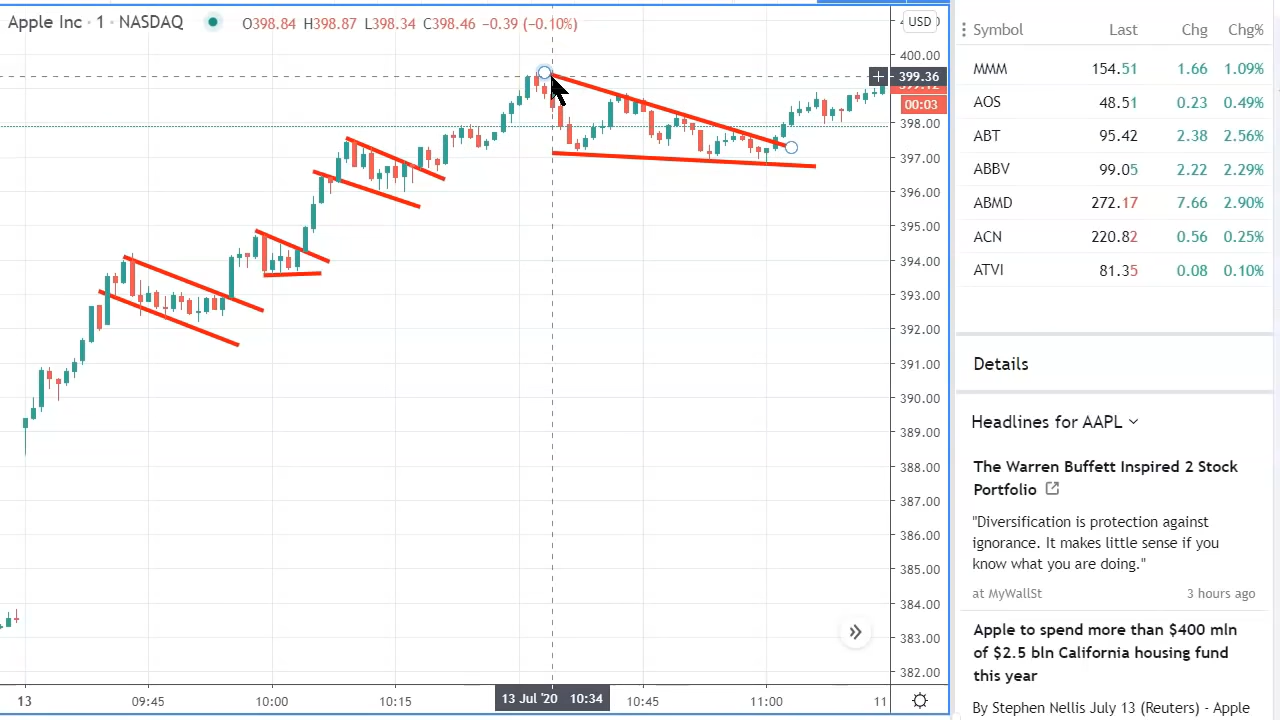 Apple Inc · 1 · NASDAQ O398.84 H398.87 L398.34 C398.46 −0.39 (−0.10%)
USD
400.00
399.36
399.12
00:03
398.00
397.00
396.00
395.00
394.00
393.00
392.00
391.00
390.00
389.00
388.00
387.00
386.00
385.00
384.00
383.00
382.00
13 09:45 10:00 10:15 13 Jul '20 10:34 10:45 11:00 11
Symbol Last Chg Chg%
MMM 154.51 1.66 1.09%
AOS 48.51 0.23 0.49%
ABT 95.42 2.38 2.56%
ABBV 99.05 2.22 2.29%
ABMD 272.17 7.66 2.90%
ACN 220.82 0.56 0.25%
ATVI 81.35 0.08 0.10%
Details
Headlines for AAPL
The Warren Buffett Inspired 2 Stock
Portfolio
"Diversification is protection against
ignorance. It makes little sense if you
know what you are doing."
at MyWallSt 3 hours ago
Apple to spend more than $400 mln
of $2.5 bln California housing fund
this year
By Stephen Nellis July 13 (Reuters) - Apple